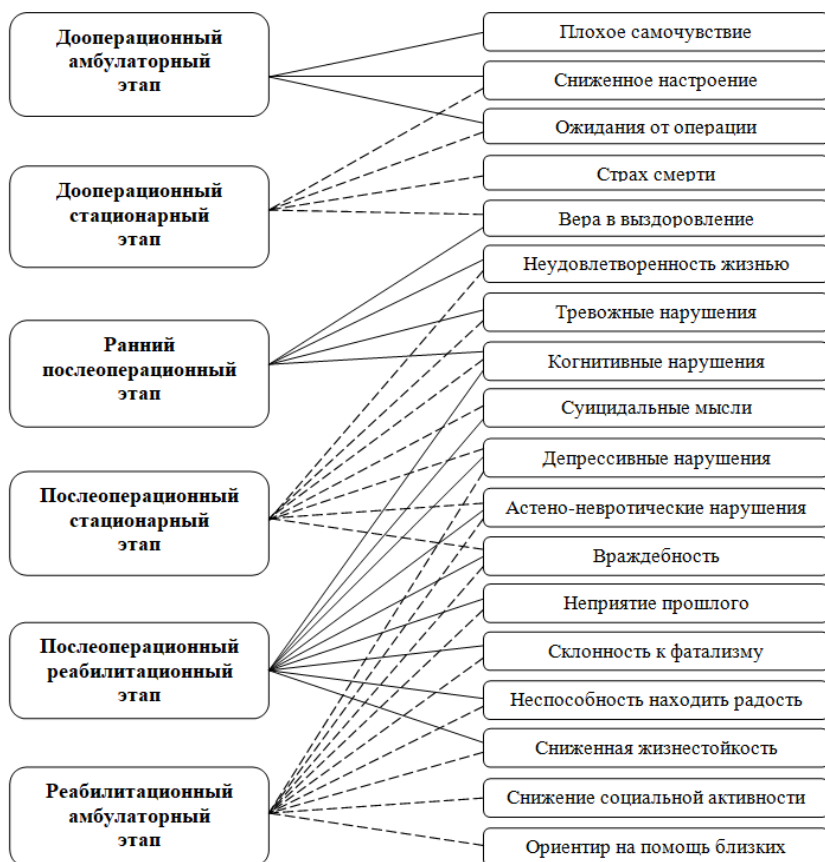 Дооперационный
амбулаторный
этап
Дооперационный
стационарный
этап
Ранний
послеоперационный
этап
Послеоперационный
стационарный
этап
Послеоперационный
реабилитационный
этап
Реабилитационный
амбулаторный
этап
Плохое самочувствие
Сниженное настроение
Ожидания от операции
Страх смерти
Вера в выздоровление
Неудовлетворенность жизнью
Тревожные нарушения
Когнитивные нарушения
Суицидальные мысли
Депрессивные нарушения
Астено-невротические нарушения
Враждебность
Неприятие прошлого
Склонность к фатализму
Неспособность находить радость
Сниженная жизнестойкость
Снижение социальной активности
Ориентир на помощь близких